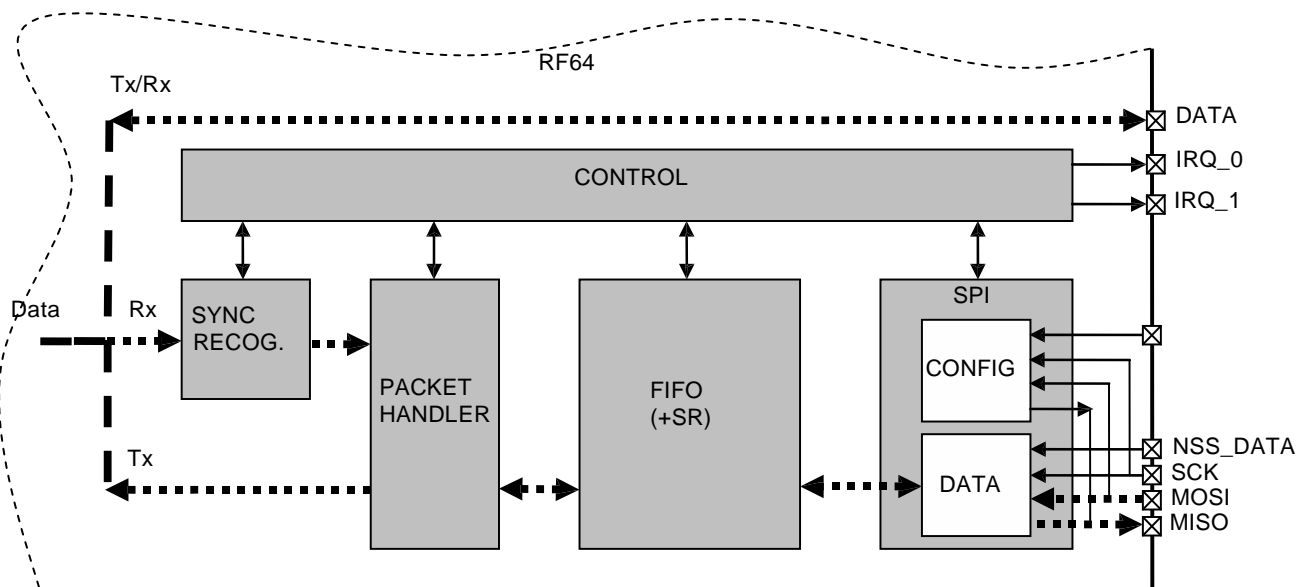 RF64
Tx/Rx
DATA
IRQ_0
CONTROL
IRQ_1
SPI
Data
Rx
SYNC
RECOG.
CONFIG
PACKET
HANDLER
FIFO
(+SR)
Tx
NSS_DATA
SCK
DATA
MOSI
MISO